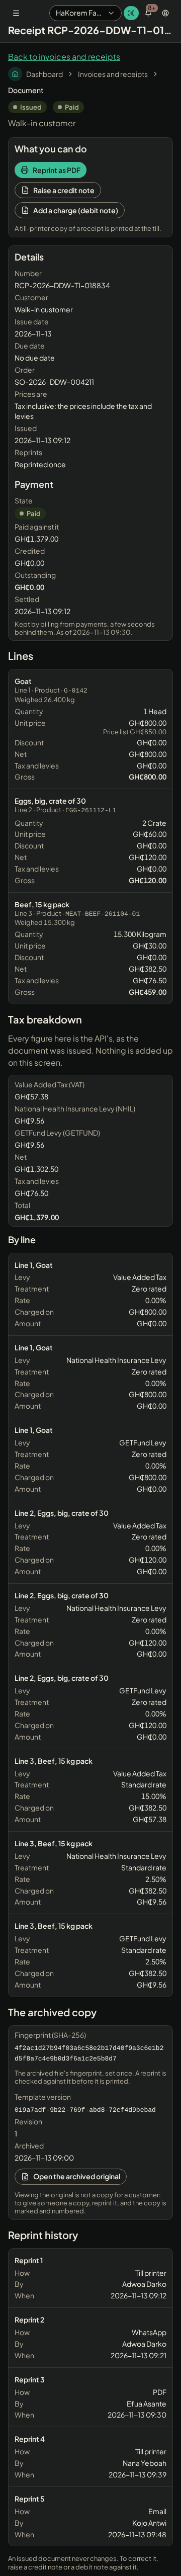 HaKorem Fa...
6+
Receipt RCP-2026-DDW-T1-01...
Back to invoices and receipts
Dashboard > Invoices and receipts >
Document
Issued
Paid
Walk-in customer
What you can do
Reprint as PDF
Raise a credit note
Add a charge (debit note)
A till-printer copy of a receipt is printed at the till.
Details
Number
RCP-2026-DDW-T1-018834
Customer
Walk-in customer
Issue date
2026-11-13
Due date
No due date
Order
SO-2026-DDW-004211
Prices are
Tax inclusive: the prices include the tax and
levies
Issued
2026-11-13 09:12
Reprints
Reprinted once
Payment
State
Paid
Paid against it
GH₵1,379.00
Credited
GH₵0.00
Outstanding
GH₵0.00
Settled
2026-11-13 09:12
Kept by billing from payments, a few seconds
behind them. As of 2026-11-13 09:30.
Lines
Goat
Line 1 · Product · G-0142
Weighed 26.400 kg
Quantity 1 Head
Unit price GH₵800.00
Price list GH₵850.00
Discount GH₵0.00
Net GH₵800.00
Tax and levies GH₵0.00
Gross GH₵800.00
Eggs, big, crate of 30
Line 2 · Product · EGG-261112-L1
Quantity 2 Crate
Unit price GH₵60.00
Discount GH₵0.00
Net GH₵120.00
Tax and levies GH₵0.00
Gross GH₵120.00
Beef, 15 kg pack
Line 3 · Product · MEAT-BEEF-261104-01
Weighed 15.300 kg
Quantity 15.300 Kilogram
Unit price GH₵30.00
Discount GH₵0.00
Net GH₵382.50
Tax and levies GH₵76.50
Gross GH₵459.00
Tax breakdown
Every figure here is the API's, as the
document was issued. Nothing is added up
on this screen.
Value Added Tax (VAT)
GH₵57.38
National Health Insurance Levy (NHIL)
GH₵9.56
GETFund Levy (GETFUND)
GH₵9.56
Net
GH₵1,302.50
Tax and levies
GH₵76.50
Total
GH₵1,379.00
By line
Line 1, Goat
Levy Value Added Tax
Treatment Zero rated
Rate 0.00%
Charged on GH₵800.00
Amount GH₵0.00
Line 1, Goat
Levy National Health Insurance Levy
Treatment Zero rated
Rate 0.00%
Charged on GH₵800.00
Amount GH₵0.00
Line 1, Goat
Levy GETFund Levy
Treatment Zero rated
Rate 0.00%
Charged on GH₵800.00
Amount GH₵0.00
Line 2, Eggs, big, crate of 30
Levy Value Added Tax
Treatment Zero rated
Rate 0.00%
Charged on GH₵120.00
Amount GH₵0.00
Line 2, Eggs, big, crate of 30
Levy National Health Insurance Levy
Treatment Zero rated
Rate 0.00%
Charged on GH₵120.00
Amount GH₵0.00
Line 2, Eggs, big, crate of 30
Levy GETFund Levy
Treatment Zero rated
Rate 0.00%
Charged on GH₵120.00
Amount GH₵0.00
Line 3, Beef, 15 kg pack
Levy Value Added Tax
Treatment Standard rate
Rate 15.00%
Charged on GH₵382.50
Amount GH₵57.38
Line 3, Beef, 15 kg pack
Levy National Health Insurance Levy
Treatment Standard rate
Rate 2.50%
Charged on GH₵382.50
Amount GH₵9.56
Line 3, Beef, 15 kg pack
Levy GETFund Levy
Treatment Standard rate
Rate 2.50%
Charged on GH₵382.50
Amount GH₵9.56
The archived copy
Fingerprint (SHA-256)
4f2ac1d27b94f03a6c58e2b17d40f9a3c6e1b2
d5f8a7c4e9b0d3f6a1c2e5b8d7
The archived file's fingerprint, set once. A reprint is
checked against it before it is printed.
Template version
019a7adf-9b22-769f-abd8-72cf4d9bebad
Revision
1
Archived
2026-11-13 09:00
Open the archived original
Viewing the original is not a copy for a customer:
to give someone a copy, reprint it, and the copy is
marked and numbered.
Reprint history
Reprint 1
How Till printer
By Adwoa Darko
When 2026-11-13 09:12
Reprint 2
How WhatsApp
By Adwoa Darko
When 2026-11-13 09:21
Reprint 3
How PDF
By Efua Asante
When 2026-11-13 09:30
Reprint 4
How Till printer
By Nana Yeboah
When 2026-11-13 09:39
Reprint 5
How Email
By Kojo Antwi
When 2026-11-13 09:48
An issued document never changes. To correct it,
raise a credit note or a debit note against it.